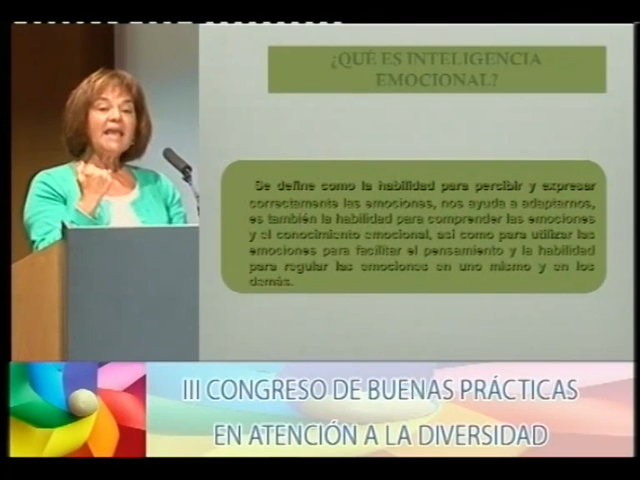 ¿QUÉ ES INTELIGENCIA
EMOCIONAL?
Se define como la habilidad para percibir y expresar
correctamente las emociones, nos ayuda a adaptarnos,
es también la habilidad para comprender las emociones
y el conocimiento emocional, así como para utilizar las
emociones para facilitar el pensamiento y la habilidad
para regular las emociones en uno mismo y en los
demás.
III CONGRESO DE BUENAS PRÁCTICAS
EN ATENCIÓN A LA DIVERSIDAD